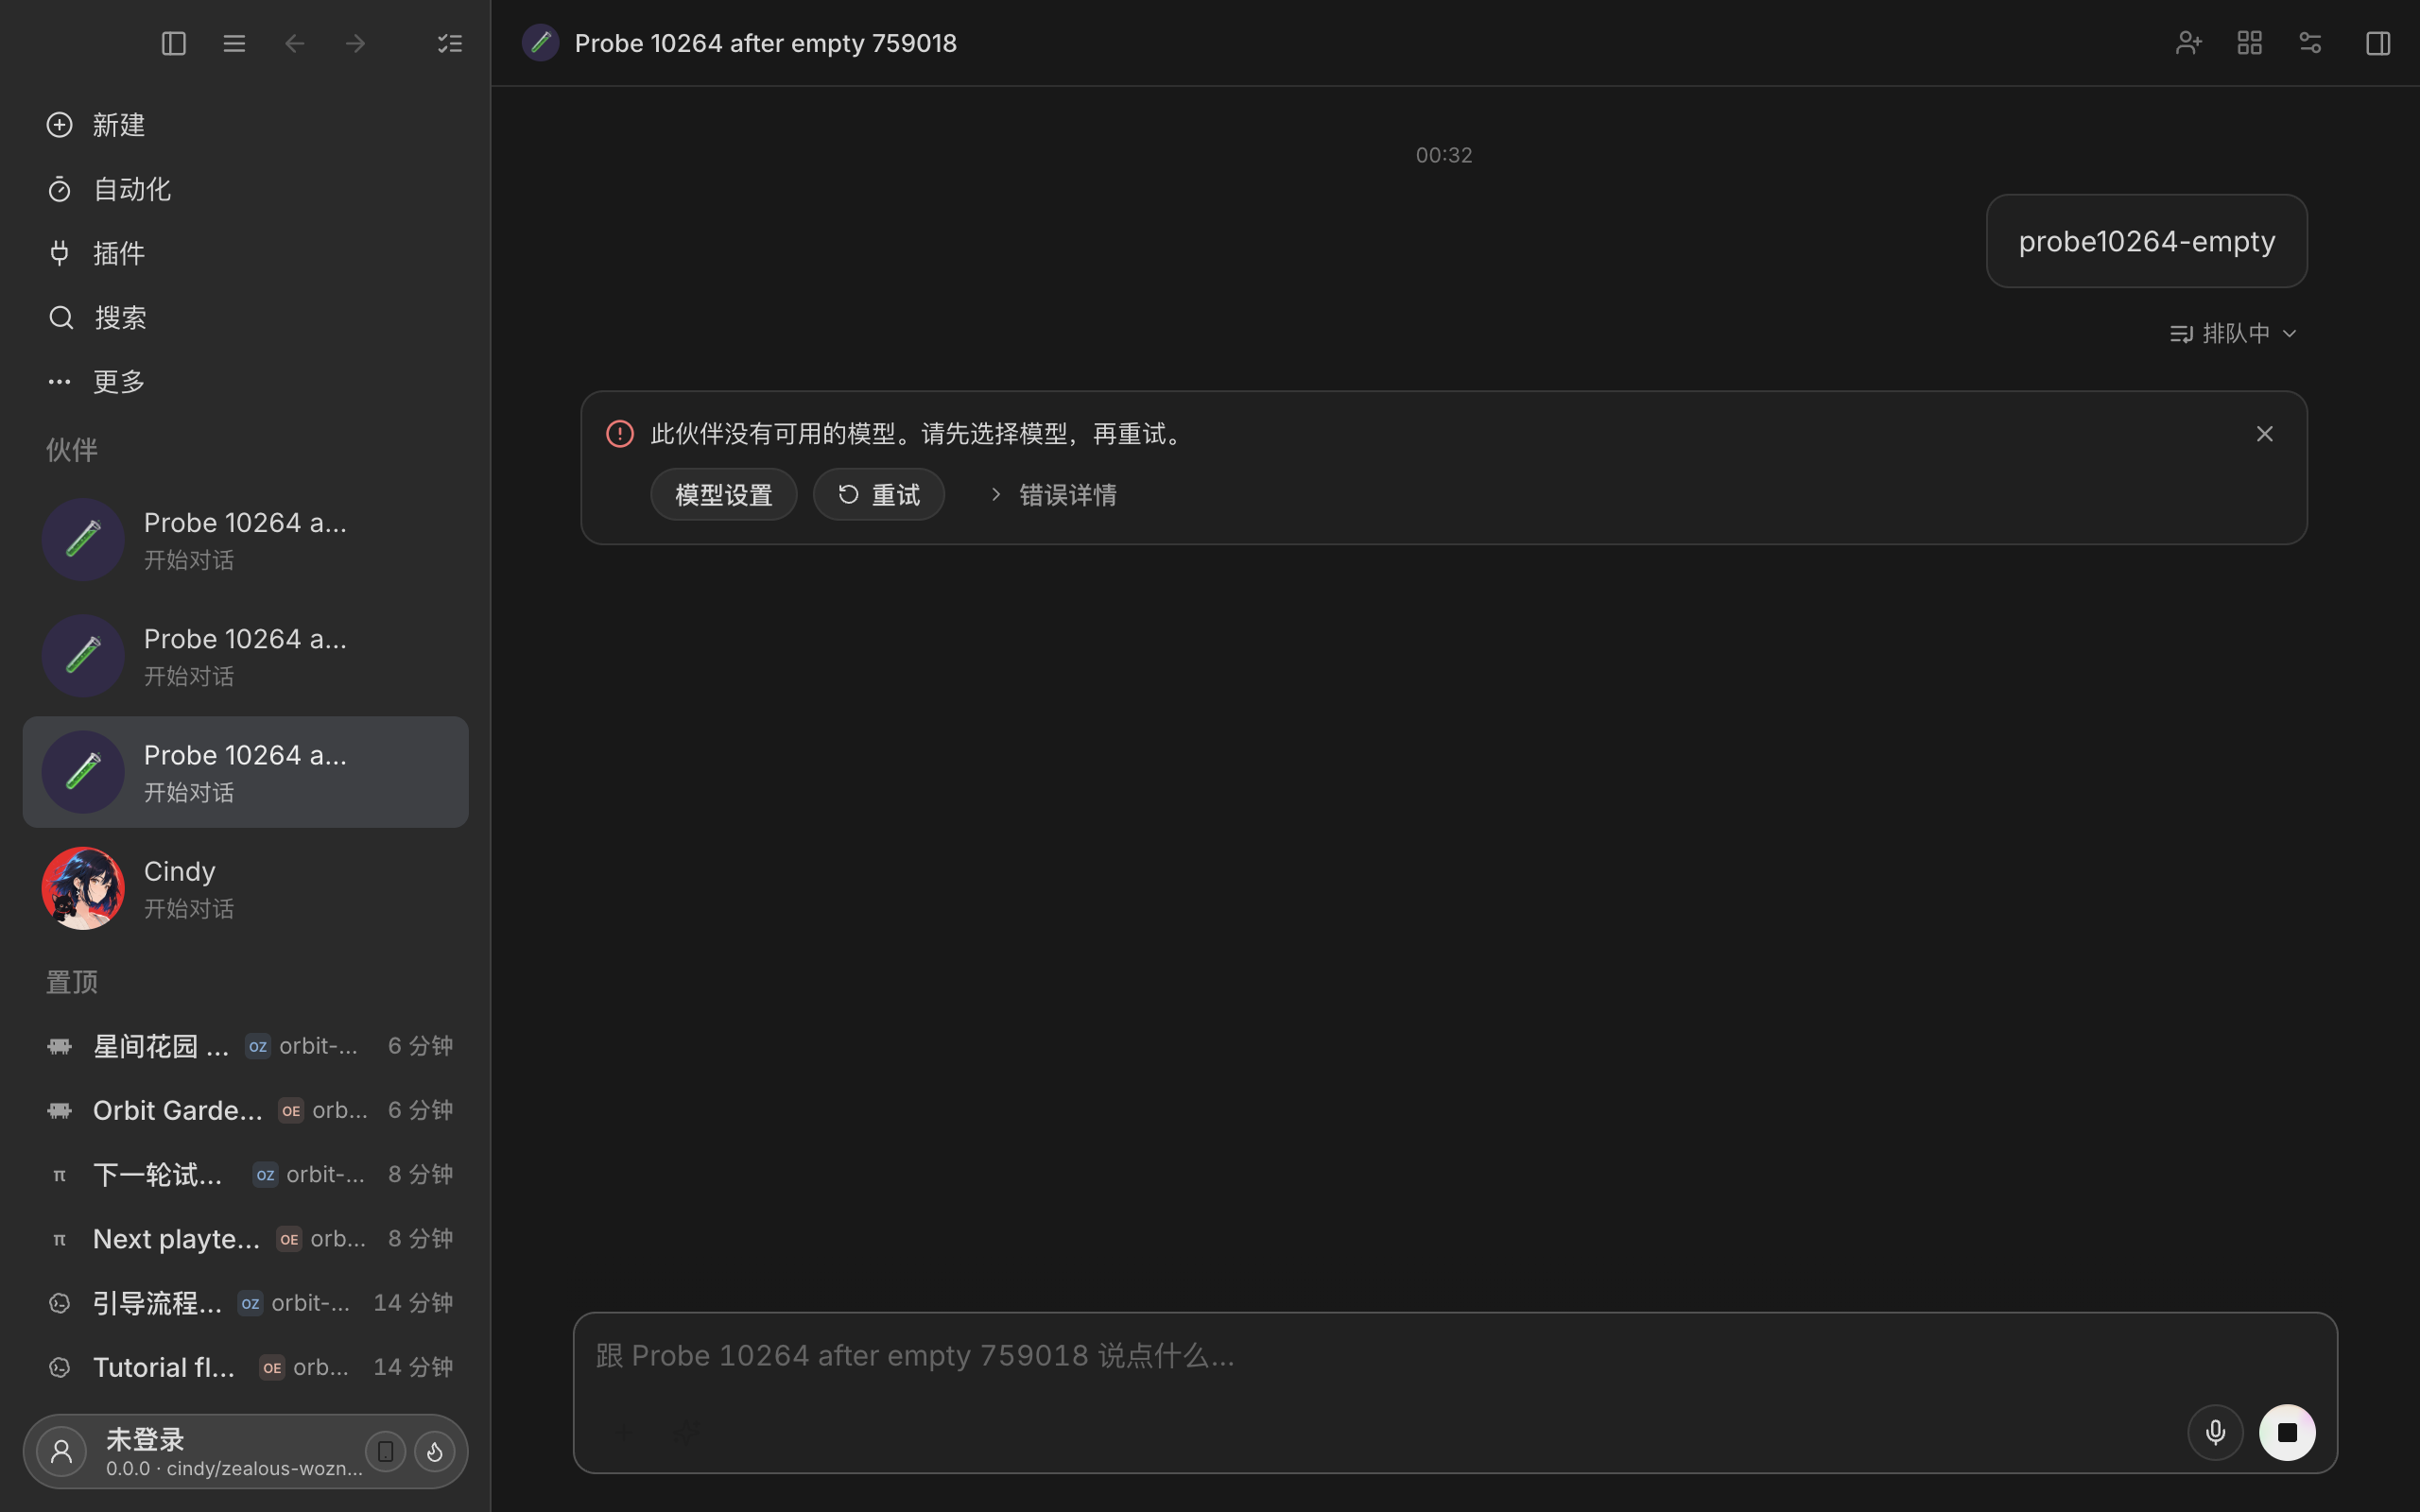 Probe 10264 after empty 759018
新建
自动化
插件
搜索
更多
伙伴
Probe 10264 a...
开始对话
Probe 10264 a...
开始对话
Probe 10264 a...
开始对话
Cindy
开始对话
置顶
星间花园 ... OZ orbit-... 6 分钟
Orbit Garde... OE orb... 6 分钟
π 下一轮试... OZ orbit-... 8 分钟
π Next playte... OE orb... 8 分钟
引导流程... OZ orbit-... 14 分钟
Tutorial fl... OE orb... 14 分钟
未登录
0.0.0 · cindy/zealous-wozn...
00:32
probe10264-empty
排队中
此伙伴没有可用的模型。请先选择模型，再重试。
模型设置 重试 错误详情
跟 Probe 10264 after empty 759018 说点什么...